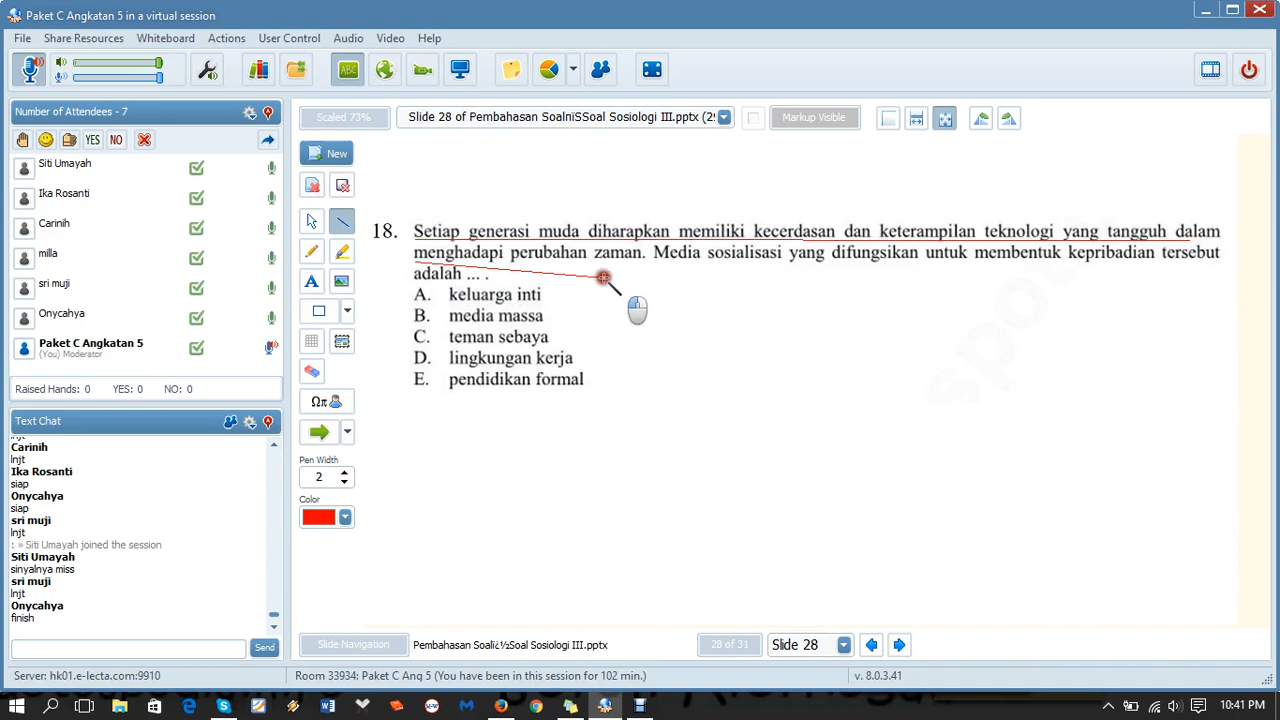 Paket C Angkatan 5 in a virtual session
File Share Resources Whiteboard Actions User Control Audio Video Help
ABC
Number of Attendees - 7
YES NO
Siti Umayah
Ika Rosanti
Carinih
milla
sri muji
Onycahya
Paket C Angkatan 5
(You) Moderator
Raised Hands: 0 YES: 0 NO: 0
Text Chat
lnjt
Carinih
lnjt
Ika Rosanti
siap
Onycahya
siap
sri muji
lnjt
: » Siti Umayah joined the session
Siti Umayah
sinyalnya miss
sri muji
lnjt
Onycahya
finish
Send
Scaled 73%
Slide 28 of Pembahasan SoalпїЅSoal Sosiologi III.pptx (2
Markup Visible
New
A
Ωπ
Pen Width
2
Color
18. Setiap generasi muda diharapkan memiliki kecerdasan dan keterampilan teknologi yang tangguh dalam
menghadapi perubahan zaman. Media sosialisasi yang difungsikan untuk membentuk kepribadian tersebut
adalah ... .
A. keluarga inti
B. media massa
C. teman sebaya
D. lingkungan kerja
E. pendidikan formal
Slide Navigation
Pembahasan Soalï¿½Soal Sosiologi III.pptx
28 of 31
Slide 28
Server: hk01.e-lecta.com:9910
Room 33934: Paket C Ang 5 (You have been in this session for 102 min.)
v. 8.0.3.41
10:41 PM